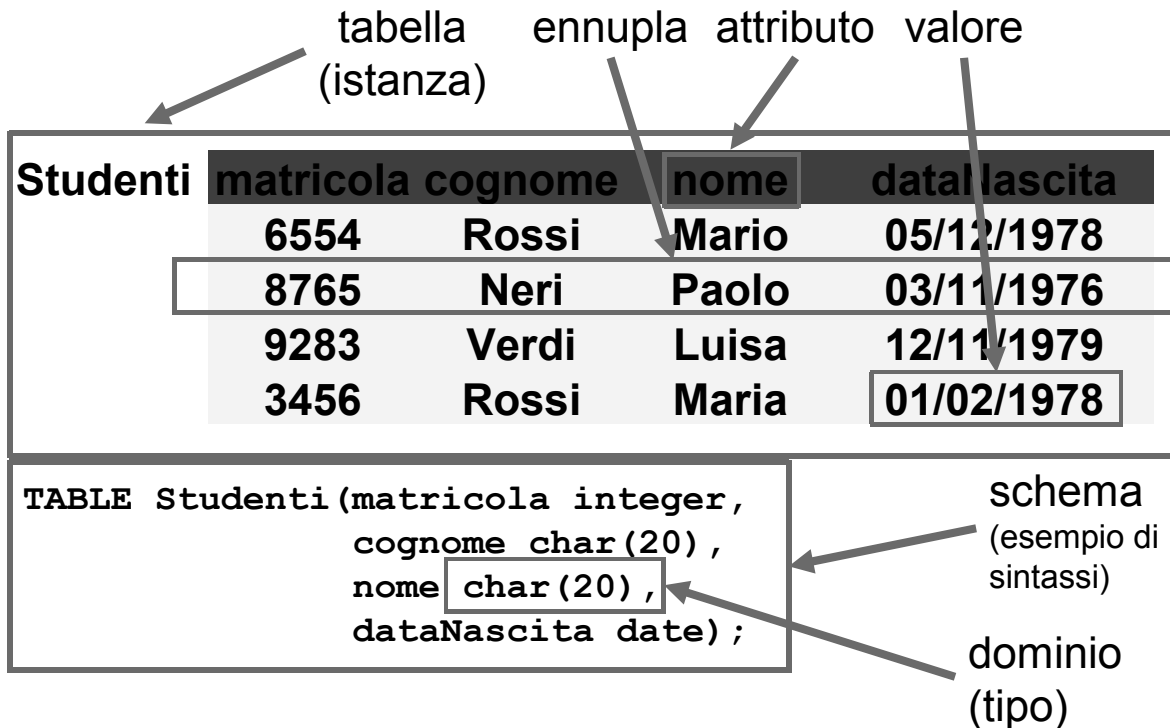 tabella ennupla attributo valore
(istanza)
Studenti matricola cognome nome dataNascita
6554 Rossi Mario 05/12/1978
8765 Neri Paolo 03/11/1976
9283 Verdi Luisa 12/11/1979
3456 Rossi Maria 01/02/1978
TABLE Studenti(matricola integer,
cognome char(20),
nome char(20),
dataNascita date);
schema
(esempio di
sintassi)
dominio
(tipo)